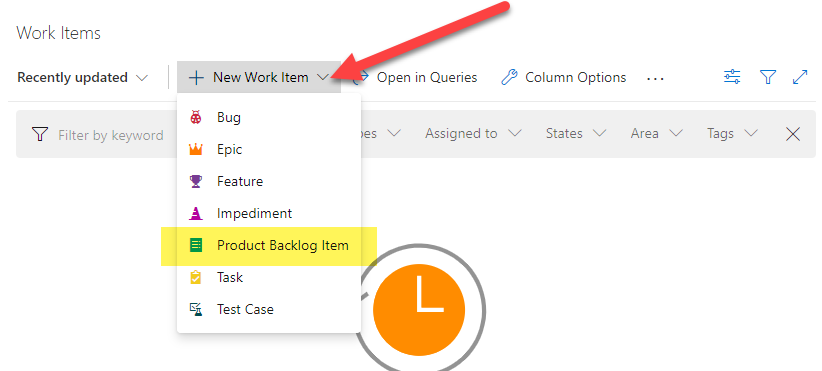 Work Items
Recently updated
New Work Item
Open in Queries
Column Options
...
Filter by keyword
Assigned to
States
Area
Tags
Bug
Epic
Feature
Impediment
Product Backlog Item
Task
Test Case